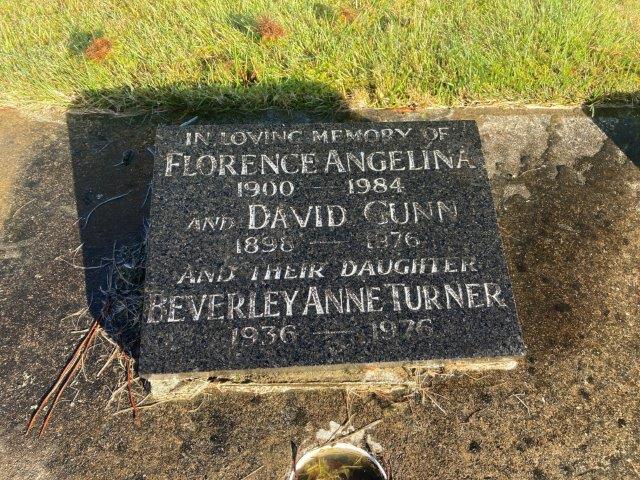 IN LOVING MEMORY OF
FLORENCE ANGELINA
1900 — 1984
AND DAVID GUNN
1898 — 1976
AND THEIR DAUGHTER
BEVERLEY ANNE TURNER
1936 — 1976